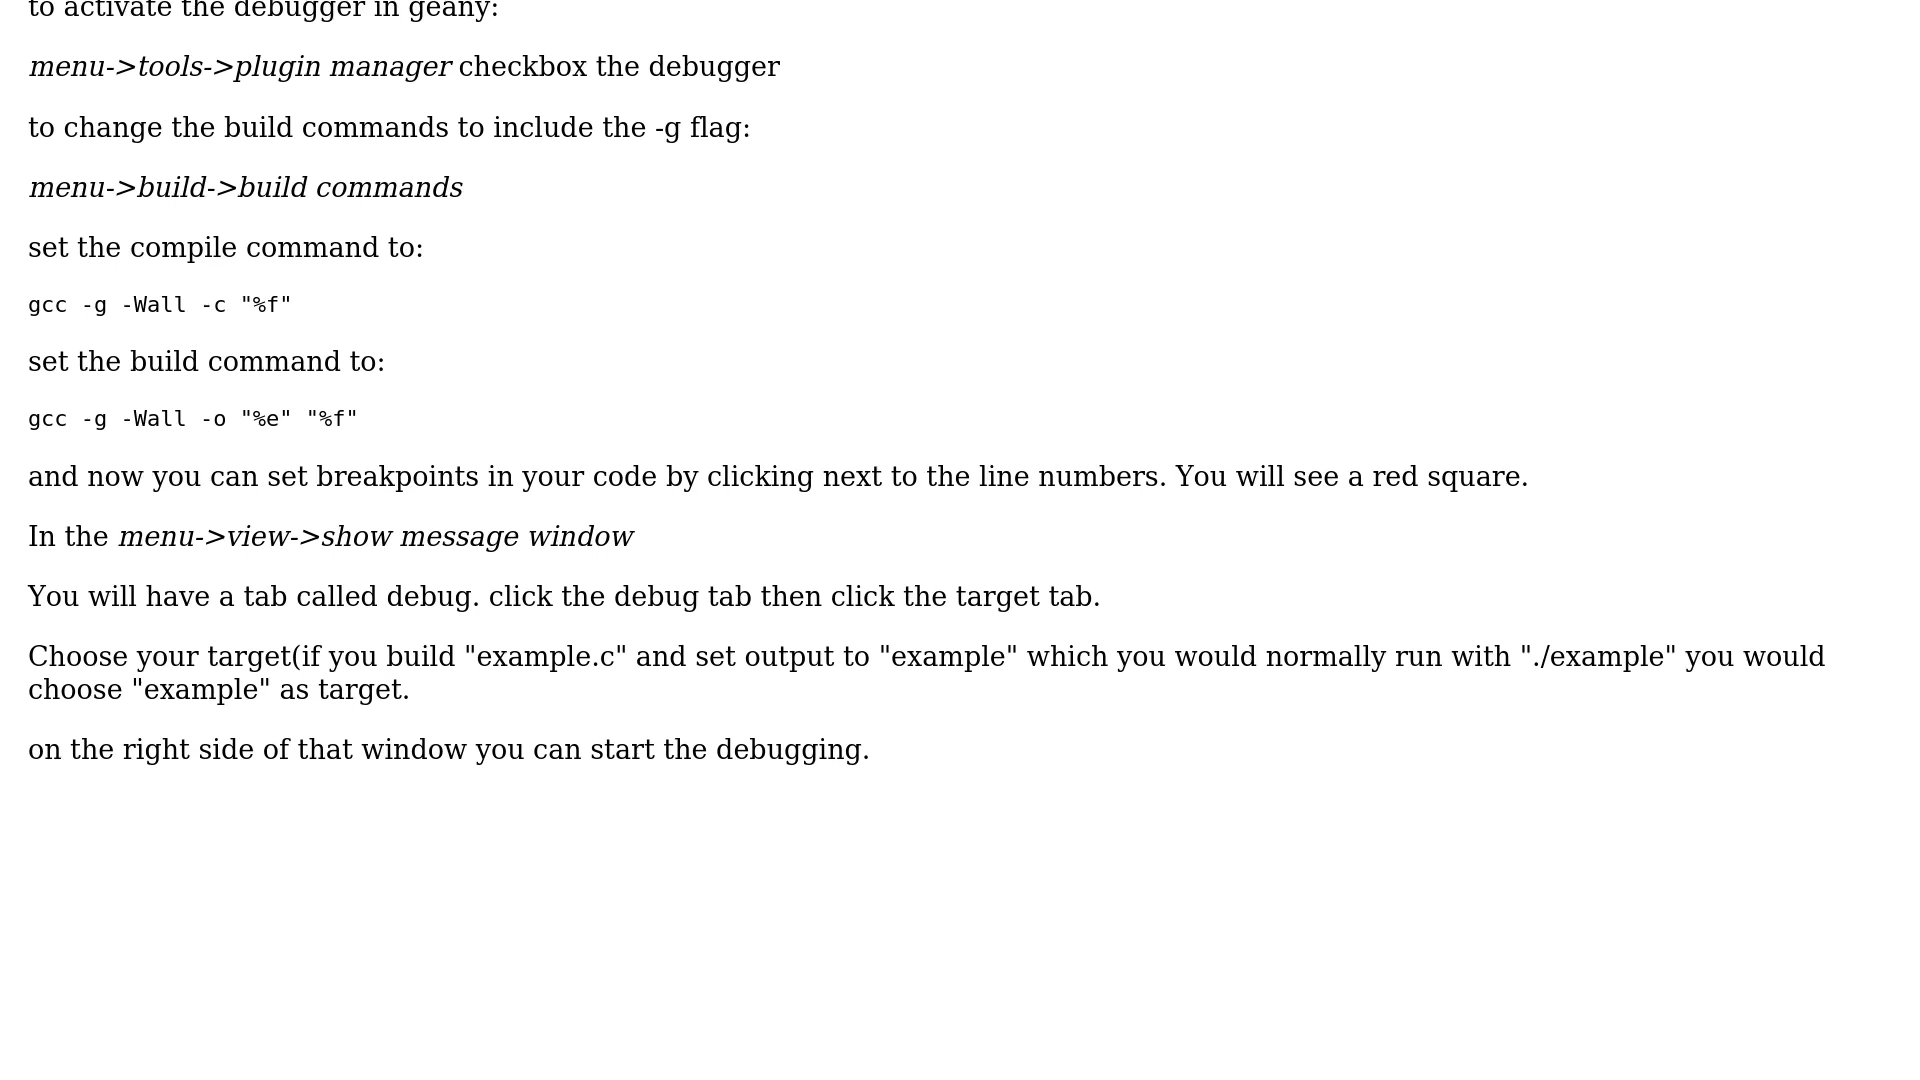 to activate the debugger in geany:
menu->tools->plugin manager checkbox the debugger
to change the build commands to include the -g flag:
menu->build->build commands
set the compile command to:
gcc -g -Wall -c "%f"
set the build command to:
gcc -g -Wall -o "%e" "%f"
and now you can set breakpoints in your code by clicking next to the line numbers. You will see a red square.
In the menu->view->show message window
You will have a tab called debug. click the debug tab then click the target tab.
Choose your target(if you build "example.c" and set output to "example" which you would normally run with "./example" you would
choose "example" as target.
on the right side of that window you can start the debugging.